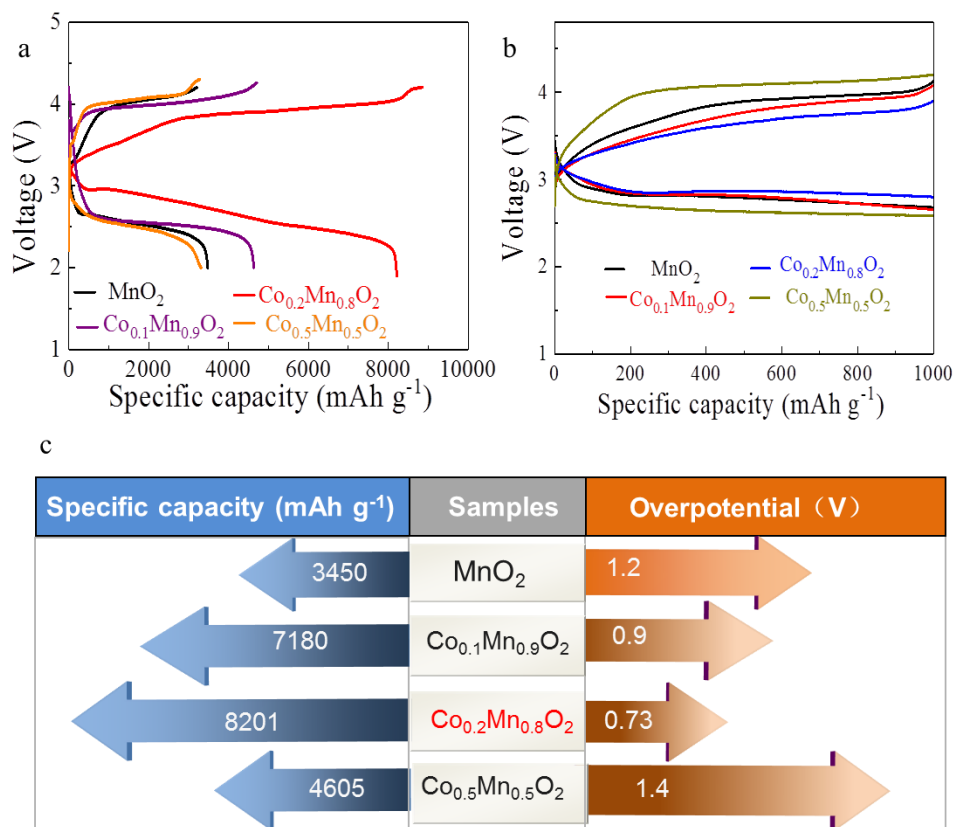 a
Voltage (V)
5
4
3
2
1
0 2000 4000 6000 8000 10000
Specific capacity (mAh g⁻¹)
MnO₂
Co₀.₂Mn₀.₈O₂
Co₀.₁Mn₀.₉O₂
Co₀.₅Mn₀.₅O₂
b
Voltage (V)
4
3
2
1
0 200 400 600 800 1000
Specific capacity (mAh g⁻¹)
MnO₂
Co₀.₂Mn₀.₈O₂
Co₀.₁Mn₀.₉O₂
Co₀.₅Mn₀.₅O₂
c
Specific capacity (mAh g⁻¹) Samples Overpotential（V）
3450 MnO₂ 1.2
7180 Co₀.₁Mn₀.₉O₂ 0.9
8201 Co₀.₂Mn₀.₈O₂ 0.73
4605 Co₀.₅Mn₀.₅O₂ 1.4